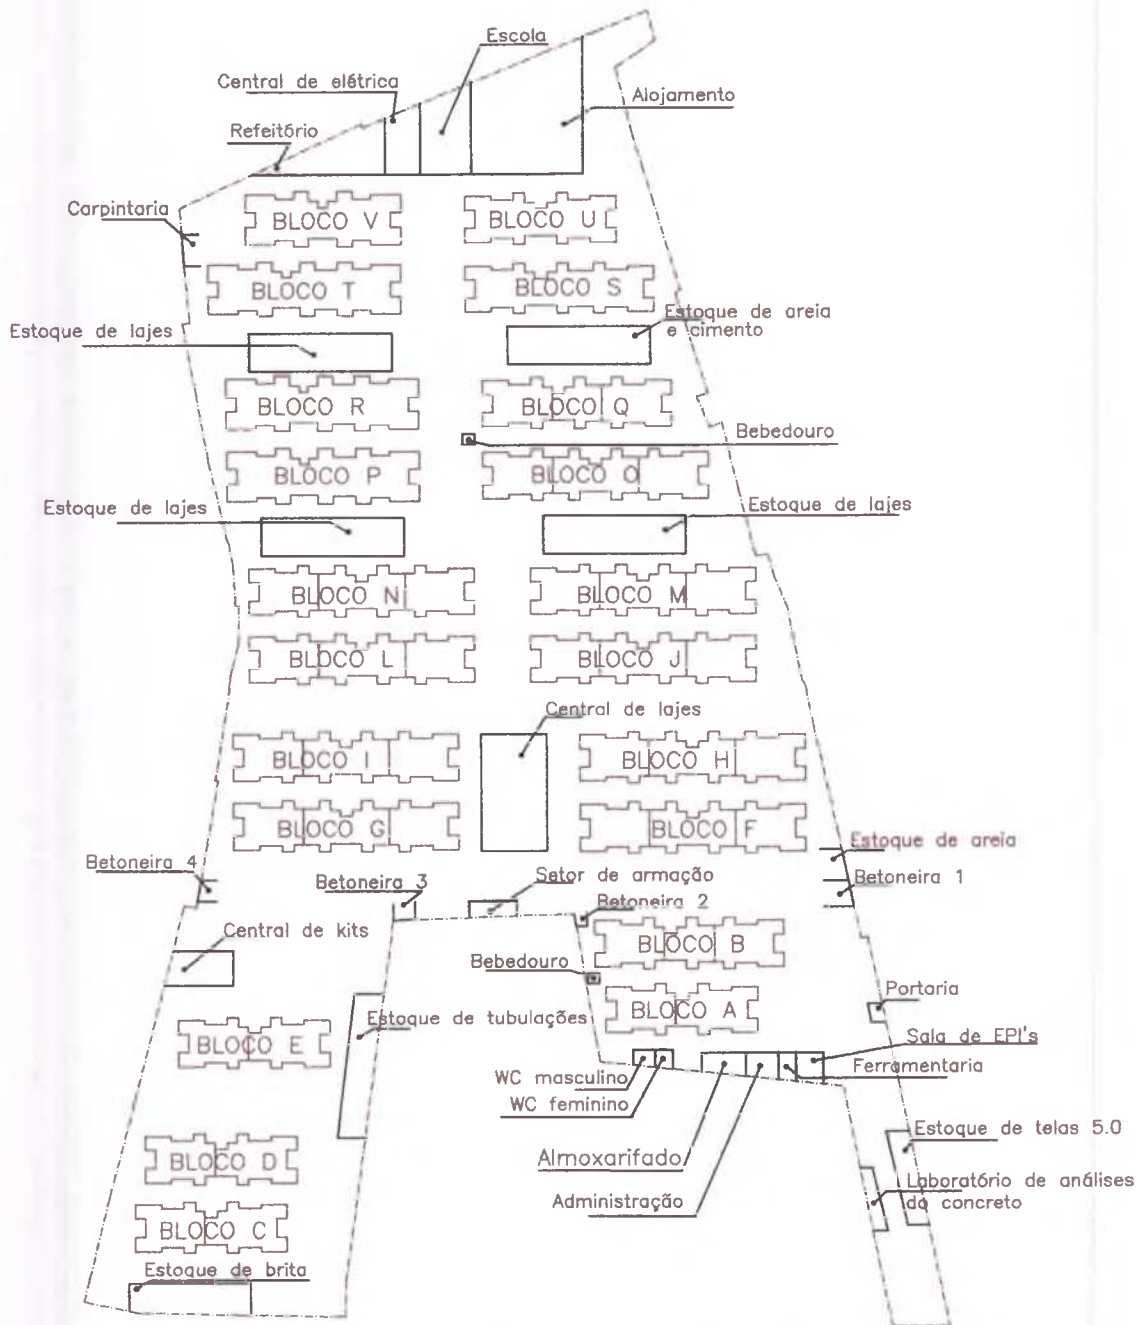 Escola
Central de elétrica
Alojamento
Refeitório
Carpintaria
BLOCO V
BLOCO U
BLOCO T
BLOCO S
Estoque de areia
e cimento
Estoque de lajes
BLOCO R
BLOCO Q
Bebedouro
BLOCO P
BLOCO O
Estoque de lajes
Estoque de lajes
BLOCO N
BLOCO M
BLOCO L
BLOCO J
Central de lajes
BLOCO I
BLOCO H
BLOCO G
BLOCO F
Estoque de areia
Betoneira 4
Betoneira 3
Setor de armação
Betoneira 1
Betoneira 2
Central de kits
BLOCO B
Bebedouro
Portaria
BLOCO A
Estoque de tubulações
Sala de EPI's
BLOCO E
Ferramentaria
WC masculino
WC feminino
Estoque de telas 5.0
Almoxarifado
BLOCO D
Laboratório de análises
do concreto
Administração
BLOCO C
Estoque de brita